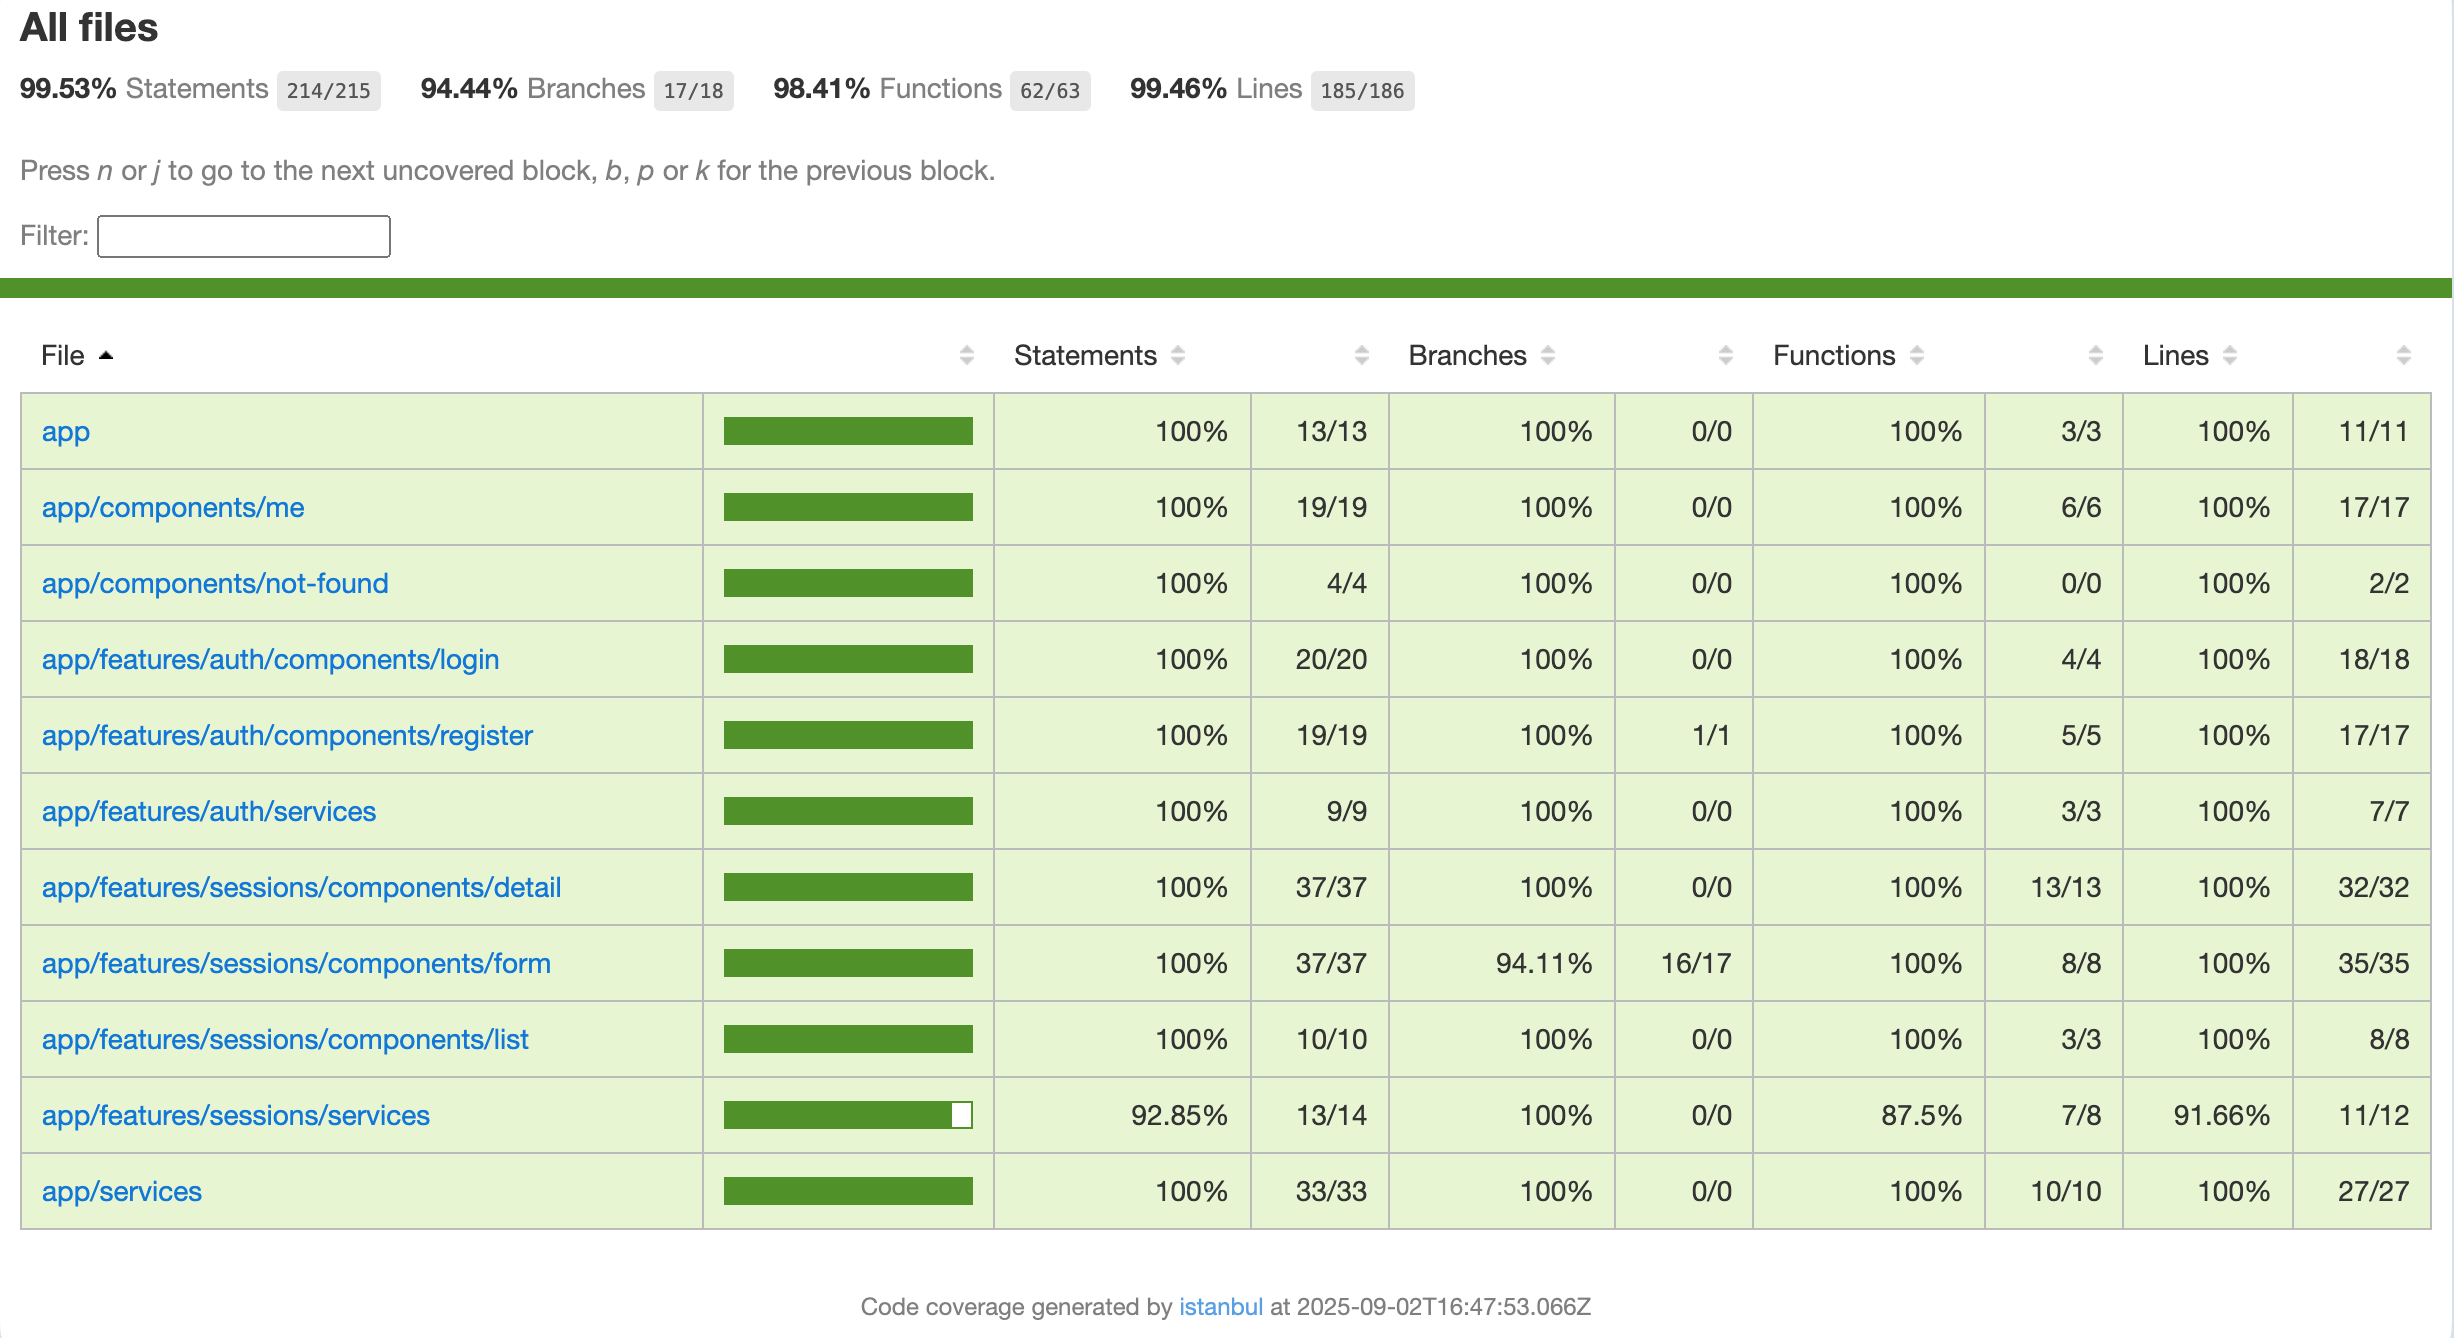 All files
99.53% Statements 214/215 94.44% Branches 17/18 98.41% Functions 62/63 99.46% Lines 185/186
Press n or j to go to the next uncovered block, b, p or k for the previous block.
Filter:
File Statements Branches Functions Lines
app 100% 13/13 100% 0/0 100% 3/3 100% 11/11
app/components/me 100% 19/19 100% 0/0 100% 6/6 100% 17/17
app/components/not-found 100% 4/4 100% 0/0 100% 0/0 100% 2/2
app/features/auth/components/login 100% 20/20 100% 0/0 100% 4/4 100% 18/18
app/features/auth/components/register 100% 19/19 100% 1/1 100% 5/5 100% 17/17
app/features/auth/services 100% 9/9 100% 0/0 100% 3/3 100% 7/7
app/features/sessions/components/detail 100% 37/37 100% 0/0 100% 13/13 100% 32/32
app/features/sessions/components/form 100% 37/37 94.11% 16/17 100% 8/8 100% 35/35
app/features/sessions/components/list 100% 10/10 100% 0/0 100% 3/3 100% 8/8
app/features/sessions/services 92.85% 13/14 100% 0/0 87.5% 7/8 91.66% 11/12
app/services 100% 33/33 100% 0/0 100% 10/10 100% 27/27
Code coverage generated by istanbul at 2025-09-02T16:47:53.066Z